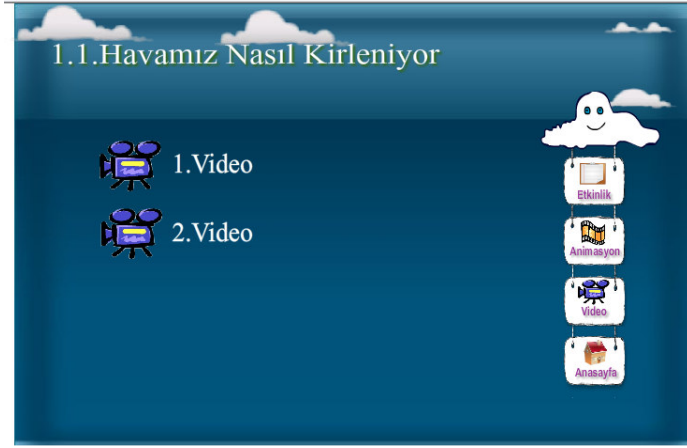 1.1.Havamız Nasıl Kirleniyor
1.Video
2.Video
Etkinlik
Animasyon
Video
Anasayfa